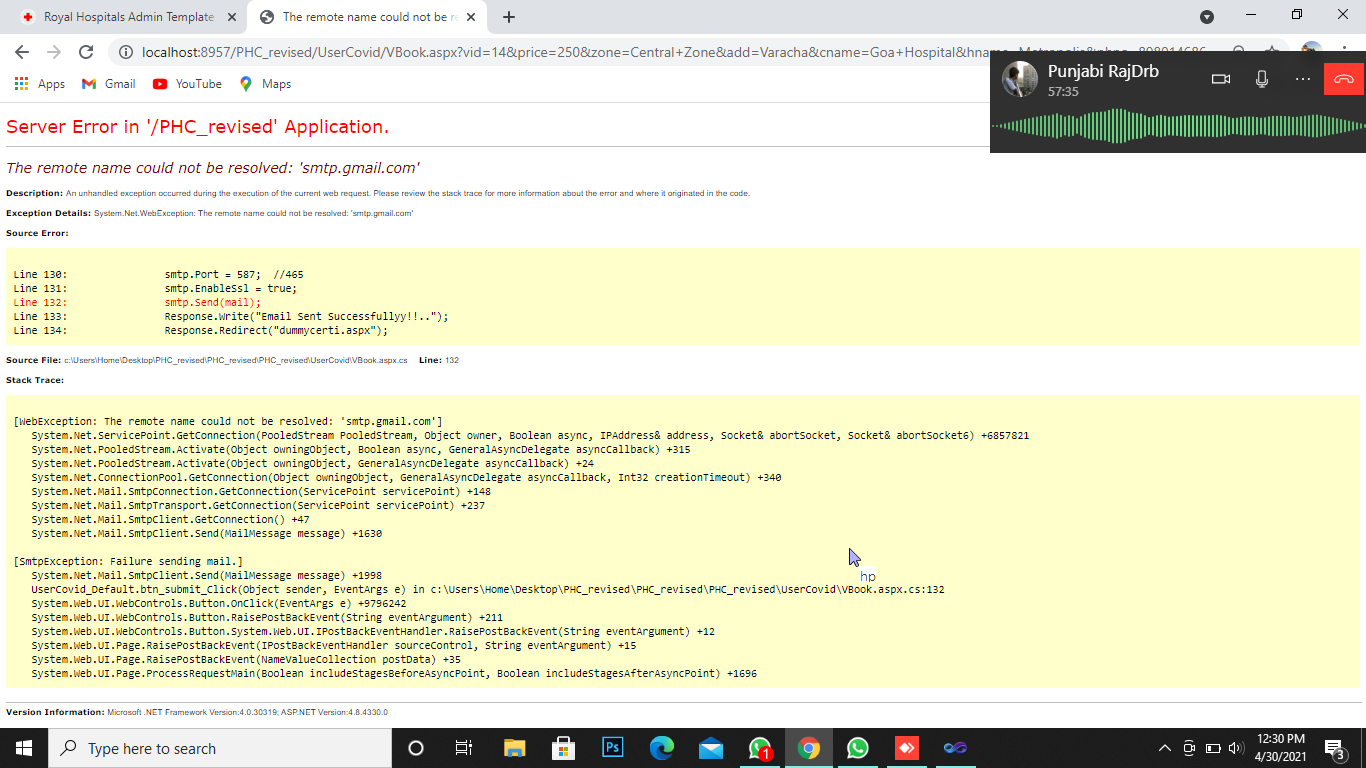 Royal Hospitals Admin Template
The remote name could not be re
localhost:8957/PHC_revised/UserCovid/VBook.aspx?vid=14&price=250&zone=Central+Zone&add=Varacha&cname=Goa+Hospital&hn
Apps Gmail YouTube Maps
Punjabi RajDrb
57:35
Server Error in '/PHC_revised' Application.
The remote name could not be resolved: 'smtp.gmail.com'
Description: An unhandled exception occurred during the execution of the current web request. Please review the stack trace for more information about the error and where it originated in the code.
Exception Details: System.Net.WebException: The remote name could not be resolved: 'smtp.gmail.com'
Source Error:
Line 130: smtp.Port = 587; //465
Line 131: smtp.EnableSsl = true;
Line 132: smtp.Send(mail);
Line 133: Response.Write("Email Sent Successfullyy!!..");
Line 134: Response.Redirect("dummycerti.aspx");
Source File: c:\Users\Home\Desktop\PHC_revised\PHC_revised\PHC_revised\UserCovid\VBook.aspx.cs Line: 132
Stack Trace:
[WebException: The remote name could not be resolved: 'smtp.gmail.com']
System.Net.ServicePoint.GetConnection(PooledStream PooledStream, Object owner, Boolean async, IPAddress& address, Socket& abortSocket, Socket& abortSocket6) +6857821
System.Net.PooledStream.Activate(Object owningObject, Boolean async, GeneralAsyncDelegate asyncCallback) +315
System.Net.PooledStream.Activate(Object owningObject, GeneralAsyncDelegate asyncCallback) +24
System.Net.ConnectionPool.GetConnection(Object owningObject, GeneralAsyncDelegate asyncCallback, Int32 creationTimeout) +340
System.Net.Mail.SmtpConnection.GetConnection(ServicePoint servicePoint) +148
System.Net.Mail.SmtpTransport.GetConnection(ServicePoint servicePoint) +237
System.Net.Mail.SmtpClient.GetConnection() +47
System.Net.Mail.SmtpClient.Send(MailMessage message) +1630
[SmtpException: Failure sending mail.]
System.Net.Mail.SmtpClient.Send(MailMessage message) +1998
UserCovid_Default.btn_submit_Click(Object sender, EventArgs e) in c:\Users\Home\Desktop\PHC_revised\PHC_revised\PHC_revised\UserCovid\VBook.aspx.cs:132
System.Web.UI.WebControls.Button.OnClick(EventArgs e) +9796242
System.Web.UI.WebControls.Button.RaisePostBackEvent(String eventArgument) +211
System.Web.UI.WebControls.Button.System.Web.UI.IPostBackEventHandler.RaisePostBackEvent(String eventArgument) +12
System.Web.UI.Page.RaisePostBackEvent(IPostBackEventHandler sourceControl, String eventArgument) +15
System.Web.UI.Page.RaisePostBackEvent(NameValueCollection postData) +35
System.Web.UI.Page.ProcessRequestMain(Boolean includeStagesBeforeAsyncPoint, Boolean includeStagesAfterAsyncPoint) +1696
hp
Version Information: Microsoft .NET Framework Version:4.0.30319; ASP.NET Version:4.8.4330.0
Type here to search
Ps
1
12:30 PM
4/30/2021
3